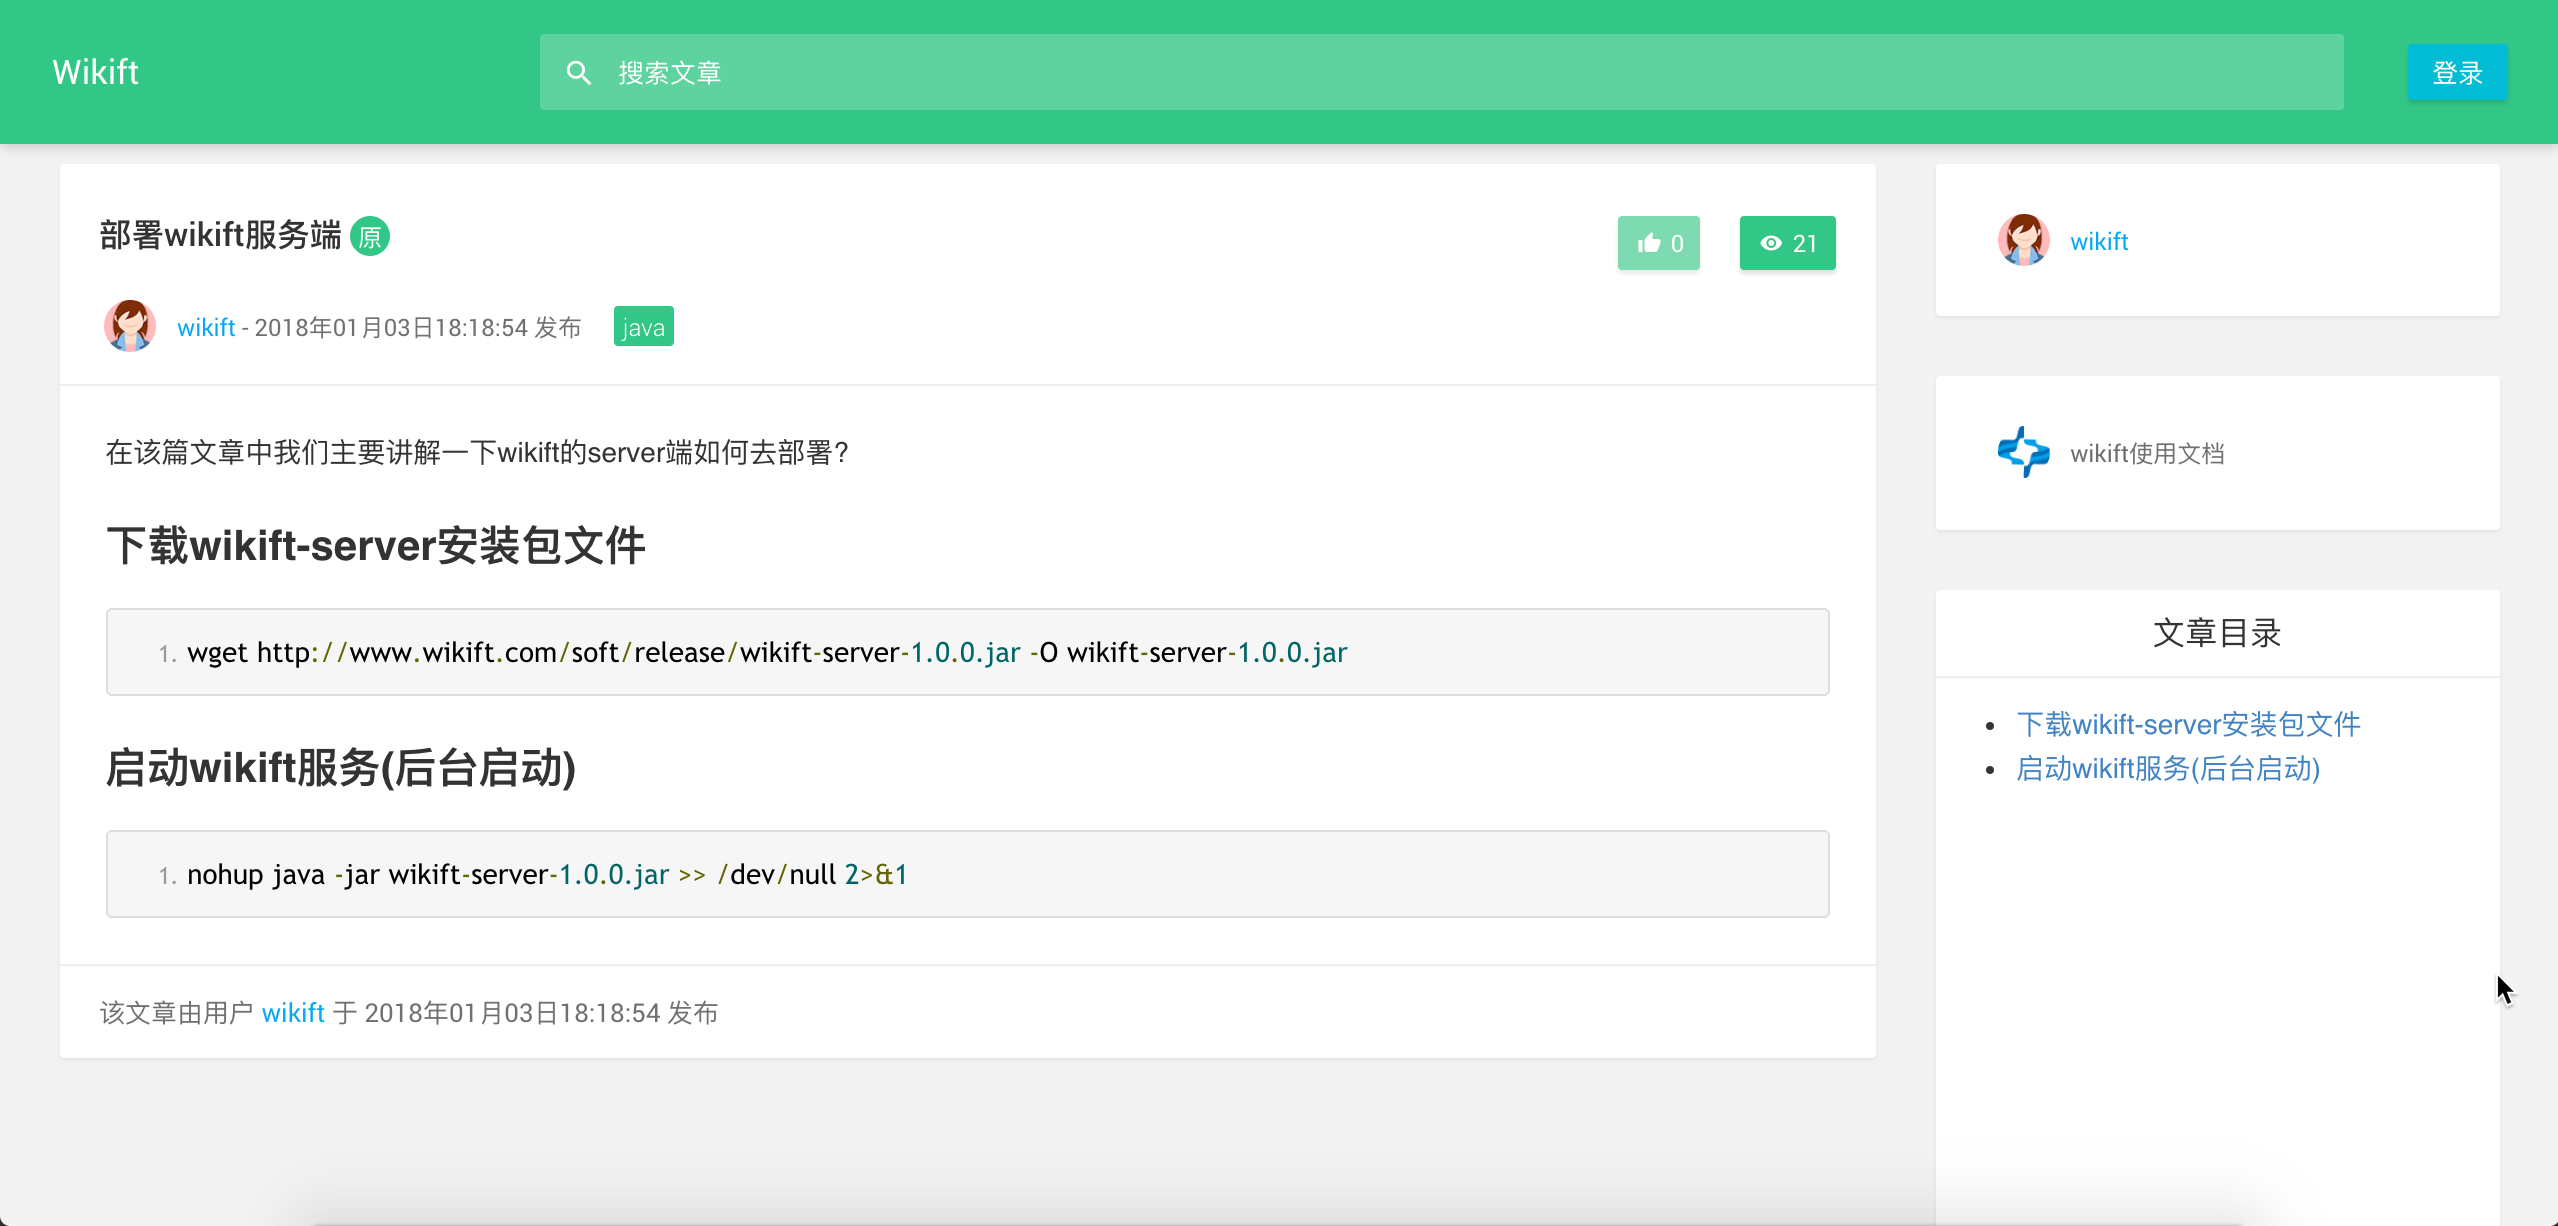 Wikift
搜索文章
登录
部署wikift服务端 原
0
21
wikift - 2018年01月03日18:18:54 发布 java
在该篇文章中我们主要讲解一下wikift的server端如何去部署?
下载wikift-server安装包文件
1. wget http://www.wikift.com/soft/release/wikift-server-1.0.0.jar -O wikift-server-1.0.0.jar
启动wikift服务(后台启动)
1. nohup java -jar wikift-server-1.0.0.jar >> /dev/null 2>&1
该文章由用户 wikift 于 2018年01月03日18:18:54 发布
wikift
wikift使用文档
文章目录
下载wikift-server安装包文件
启动wikift服务(后台启动)